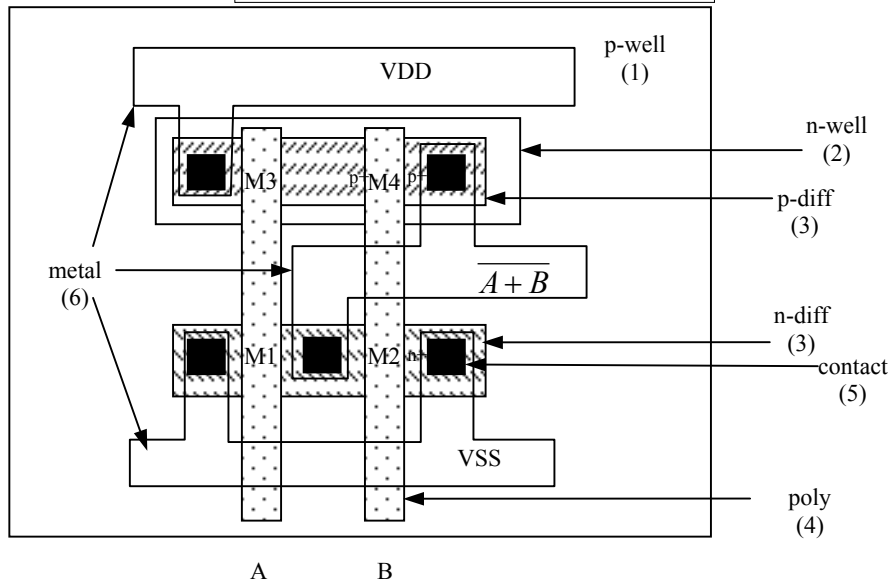 p-well
(1)
VDD
n-well
(2)
M3
p+
M4
p+
p-diff
(3)
metal
(6)
\overline{A + B}
n-diff
(3)
M1
M2
n+
contact
(5)
VSS
poly
(4)
A B